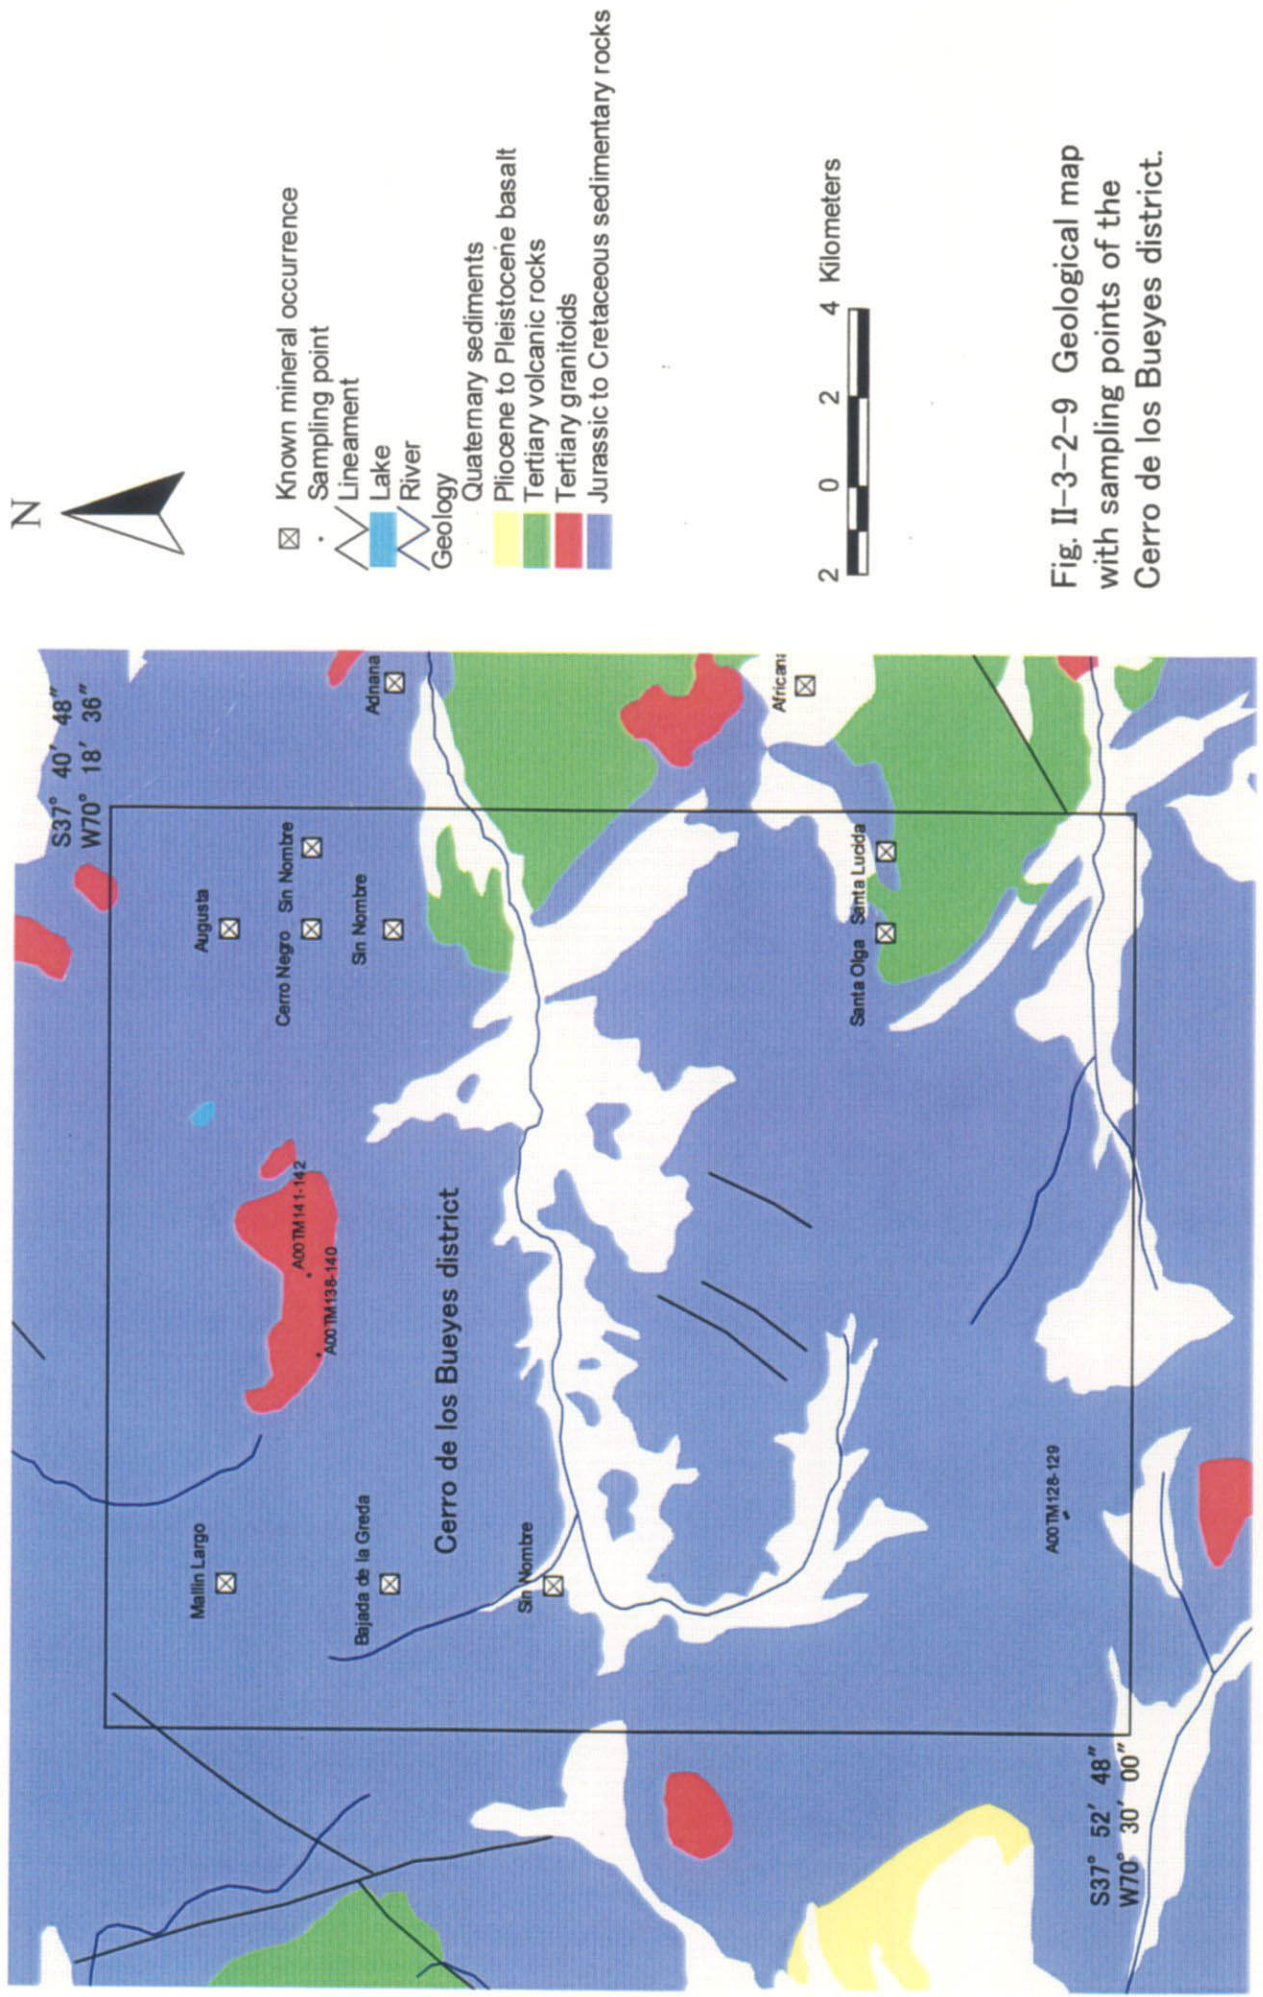 N
Known mineral occurrence
Sampling point
Lineament
Lake
River
Geology
Quaternary sediments
Pliocene to Pleistocene basalt
Tertiary volcanic rocks
Tertiary granitoids
Jurassic to Cretaceous sedimentary rocks
2 0 2 4 Kilometers
Fig. II-3-2-9 Geological map
with sampling points of the
Cerro de los Bueyes district.
S37° 40′ 48″
W70° 18′ 36″
Adnana
Augusta
Cerro Negro
Sin Nombre
Sin Nombre
A00TM141-142
A00TM138-140
Mallin Largo
Bajada de la Greda
Cerro de los Bueyes district
Sin Nombre
African
Santa Olga
Santa Lucida
A00TM128-129
S37° 52′ 48″
W70° 30′ 00″